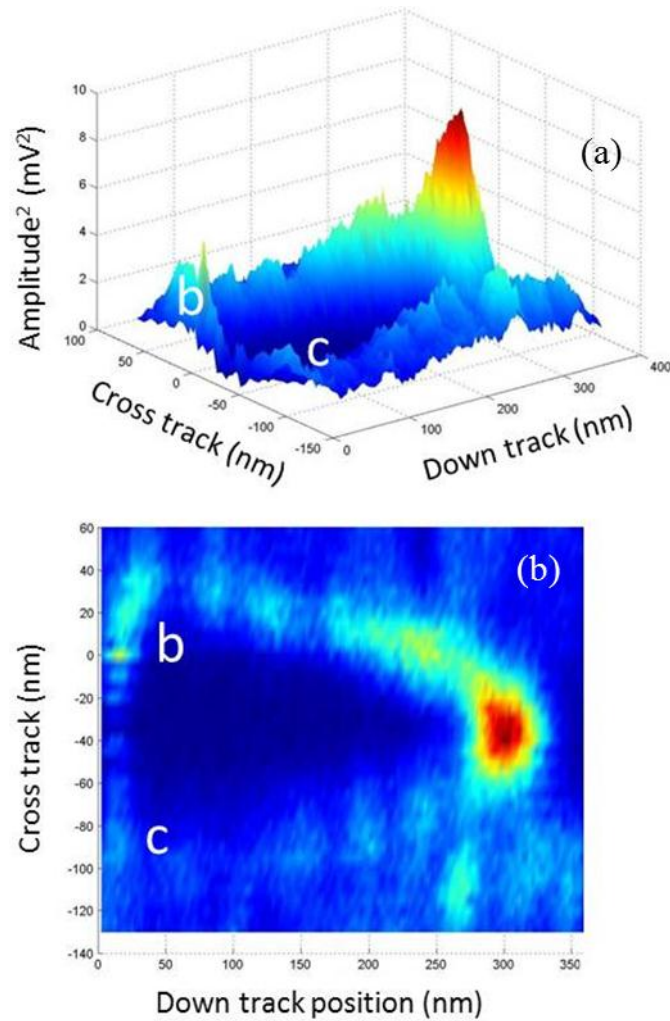 10
8
6
4
2
0
Amplitude² (mV²)
(a)
b
c
100
50
0
-50
-100
-150
Cross track (nm)
0
100
200
300
400
Down track (nm)
60
40
20
0
-20
-40
-60
-80
-100
-120
-140
Cross track (nm)
(b)
b
c
0 50 100 150 200 250 300 350
Down track position (nm)